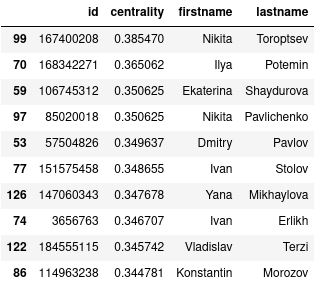 id centrality firstname lastname
99 167400208 0.385470 Nikita Toroptsev
70 168342271 0.365062 Ilya Potemin
59 106745312 0.350625 Ekaterina Shaydurova
97 85020018 0.350625 Nikita Pavlichenko
53 57504826 0.349637 Dmitry Pavlov
77 151575458 0.348655 Ivan Stolov
126 147060343 0.347678 Yana Mikhaylova
74 3656763 0.346707 Ivan Erlikh
122 184555115 0.345742 Vladislav Terzi
86 114963238 0.344781 Konstantin Morozov